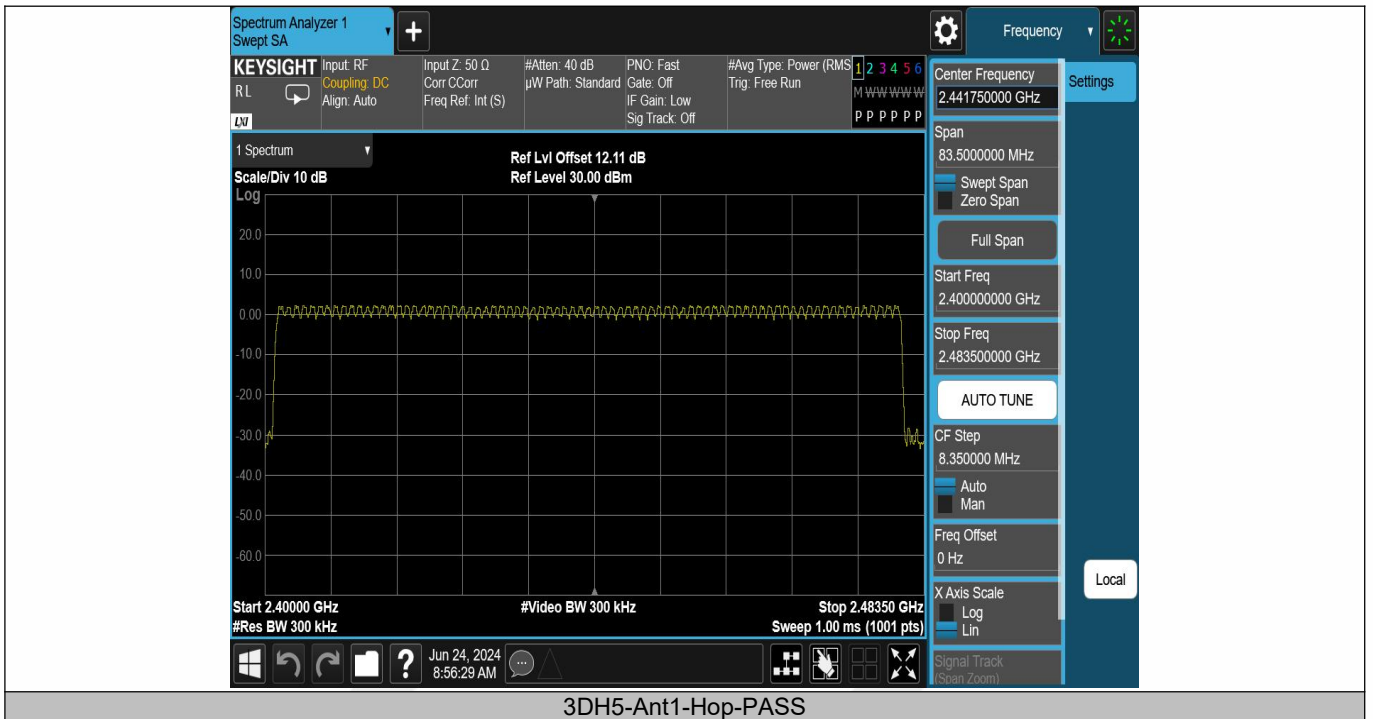 Spectrum Analyzer 1
Swept SA
Frequency
KEYSIGHT
RL
LXI
Input: RF
Coupling: DC
Align: Auto
Input Z: 50 Ω
Corr CCorr
Freq Ref: Int (S)
#Atten: 40 dB
µW Path: Standard
PNO: Fast
Gate: Off
IF Gain: Low
Sig Track: Off
#Avg Type: Power (RMS
Trig: Free Run
1 2 3 4 5 6
M W W W W W
P P P P P P
1 Spectrum
Scale/Div 10 dB
Ref Lvl Offset 12.11 dB
Ref Level 30.00 dBm
Log
20.0
10.0
0.00
-10.0
-20.0
-30.0
-40.0
-50.0
-60.0
Start 2.40000 GHz
#Res BW 300 kHz
#Video BW 300 kHz
Stop 2.48350 GHz
Sweep 1.00 ms (1001 pts)
Jun 24, 2024
8:56:29 AM
Center Frequency
2.441750000 GHz
Span
83.5000000 MHz
Swept Span
Zero Span
Full Span
Start Freq
2.400000000 GHz
Stop Freq
2.483500000 GHz
AUTO TUNE
CF Step
8.350000 MHz
Auto
Man
Freq Offset
0 Hz
X Axis Scale
Log
Lin
Signal Track
(Span Zoom)
Settings
Local
3DH5-Ant1-Hop-PASS